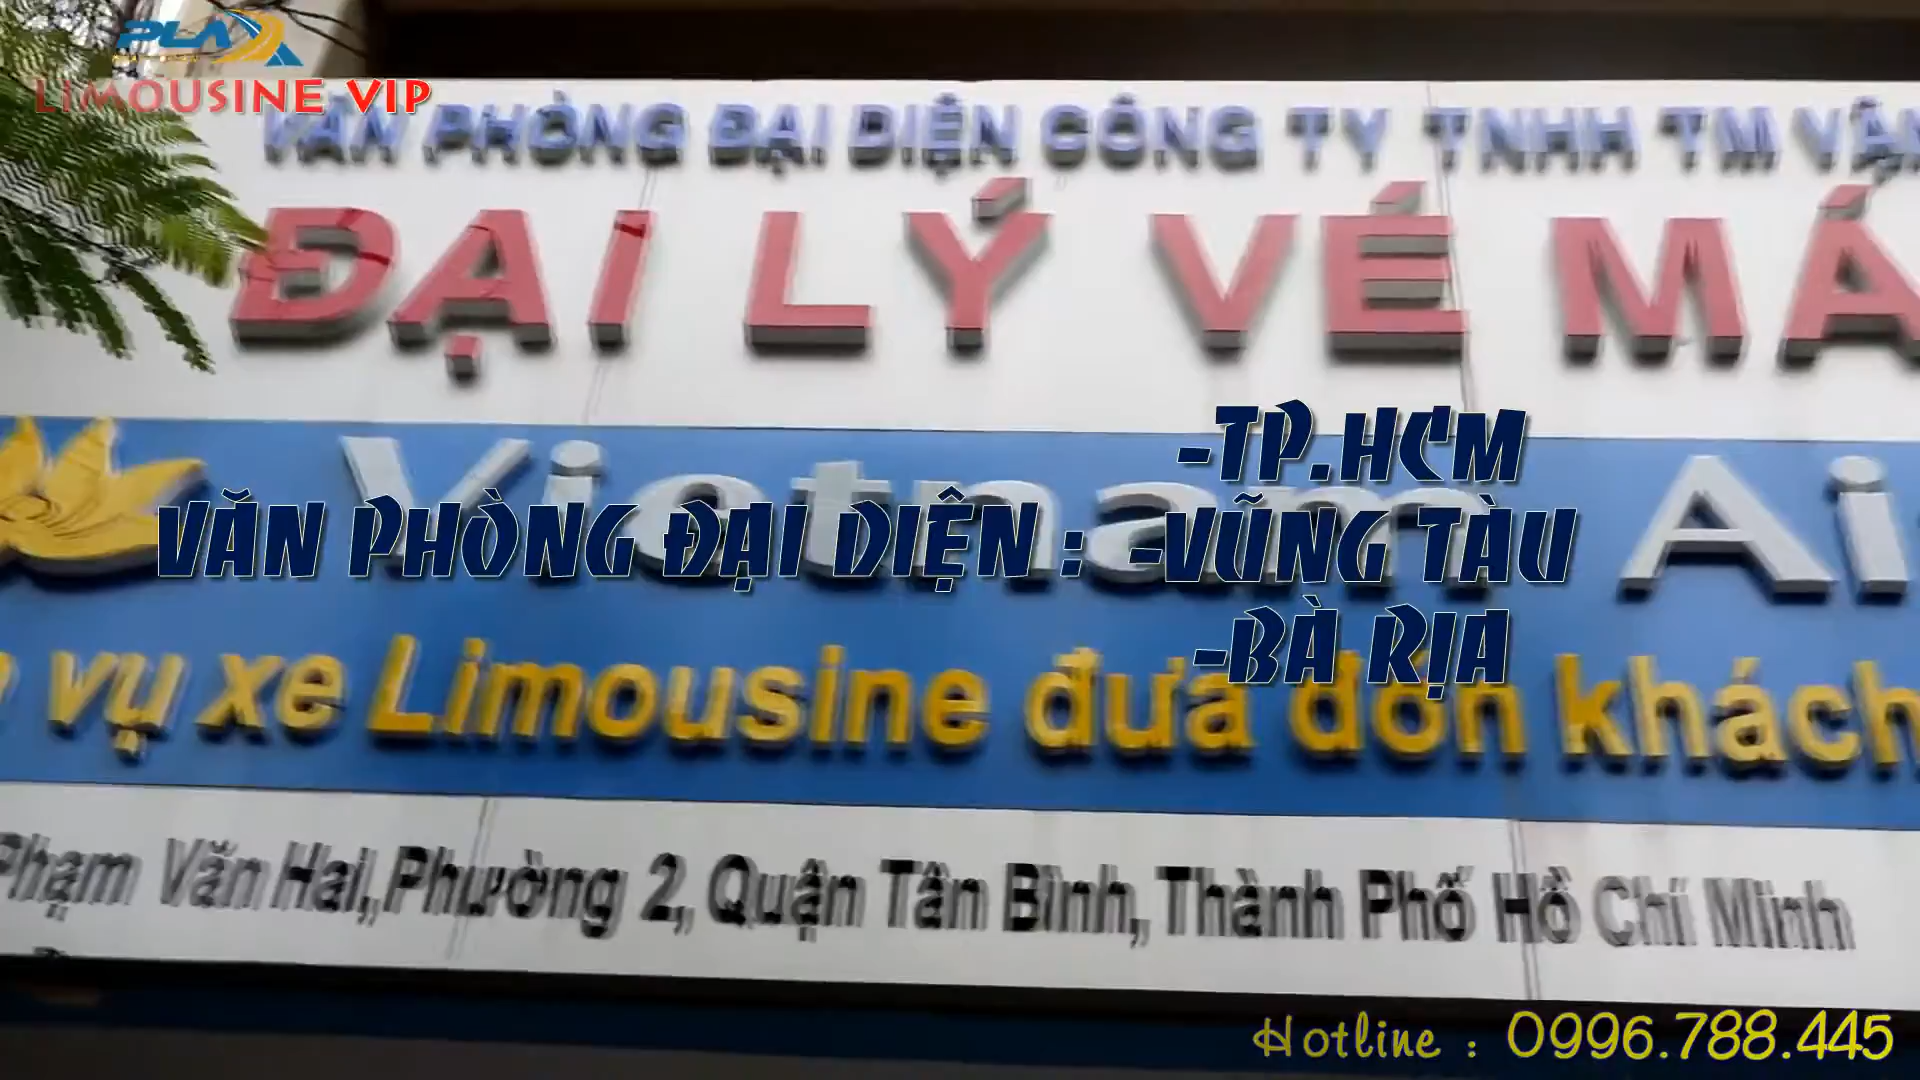 PLA
LIMOUSINE VIP
VĂN PHÒNG ĐẠI DIỆN CÔNG TY TNHH TM VẬN
ĐẠI LÝ VÉ MÁ
Vietnam Ai
-TP.HCM
VĂN PHÒNG ĐẠI DIỆN : -VŨNG TÀU
-BÀ RỊA
vụ xe Limousine đưa đón khách
Phạm Văn Hai, Phường 2, Quận Tân Bình, Thành Phố Hồ Chí Minh
Hotline : 0996.788.445